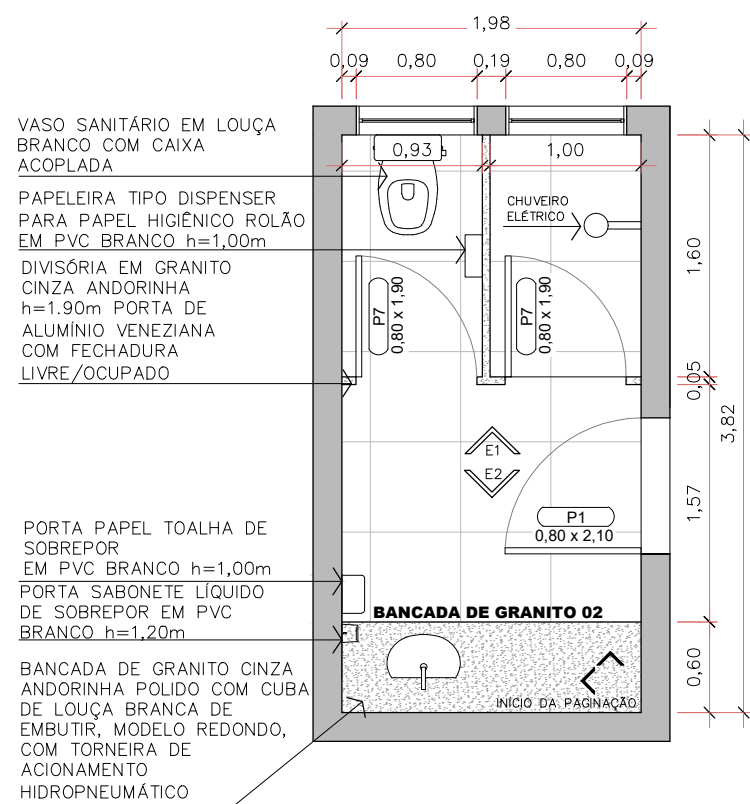 1,98
0,09 0,80 0,19 0,80 0,09
VASO SANITÁRIO EM LOUÇA
BRANCO COM CAIXA
ACOPLADA
PAPELEIRA TIPO DISPENSER
PARA PAPEL HIGIÊNICO ROLÃO
EM PVC BRANCO h=1,00m
DIVISÓRIA EM GRANITO
CINZA ANDORINHA
h=1.90m PORTA DE
ALUMÍNIO VENEZIANA
COM FECHADURA
LIVRE/OCUPADO
0,93
1,00
CHUVEIRO
ELÉTRICO
P7
0,80 x 1,90
P7
0,80 x 1,90
1,60
0,05
3,82
1,57
0,60
E1
E2
P1
0,80 x 2,10
PORTA PAPEL TOALHA DE
SOBREPOR
EM PVC BRANCO h=1,00m
PORTA SABONETE LÍQUIDO
DE SOBREPOR EM PVC
BRANCO h=1,20m
BANCADA DE GRANITO 02
BANCADA DE GRANITO CINZA
ANDORINHA POLIDO COM CUBA
DE LOUÇA BRANCA DE
EMBUTIR, MODELO REDONDO,
COM TORNEIRA DE
ACIONAMENTO
HIDROPNEUMÁTICO
INÍCIO DA PAGINAÇÃO